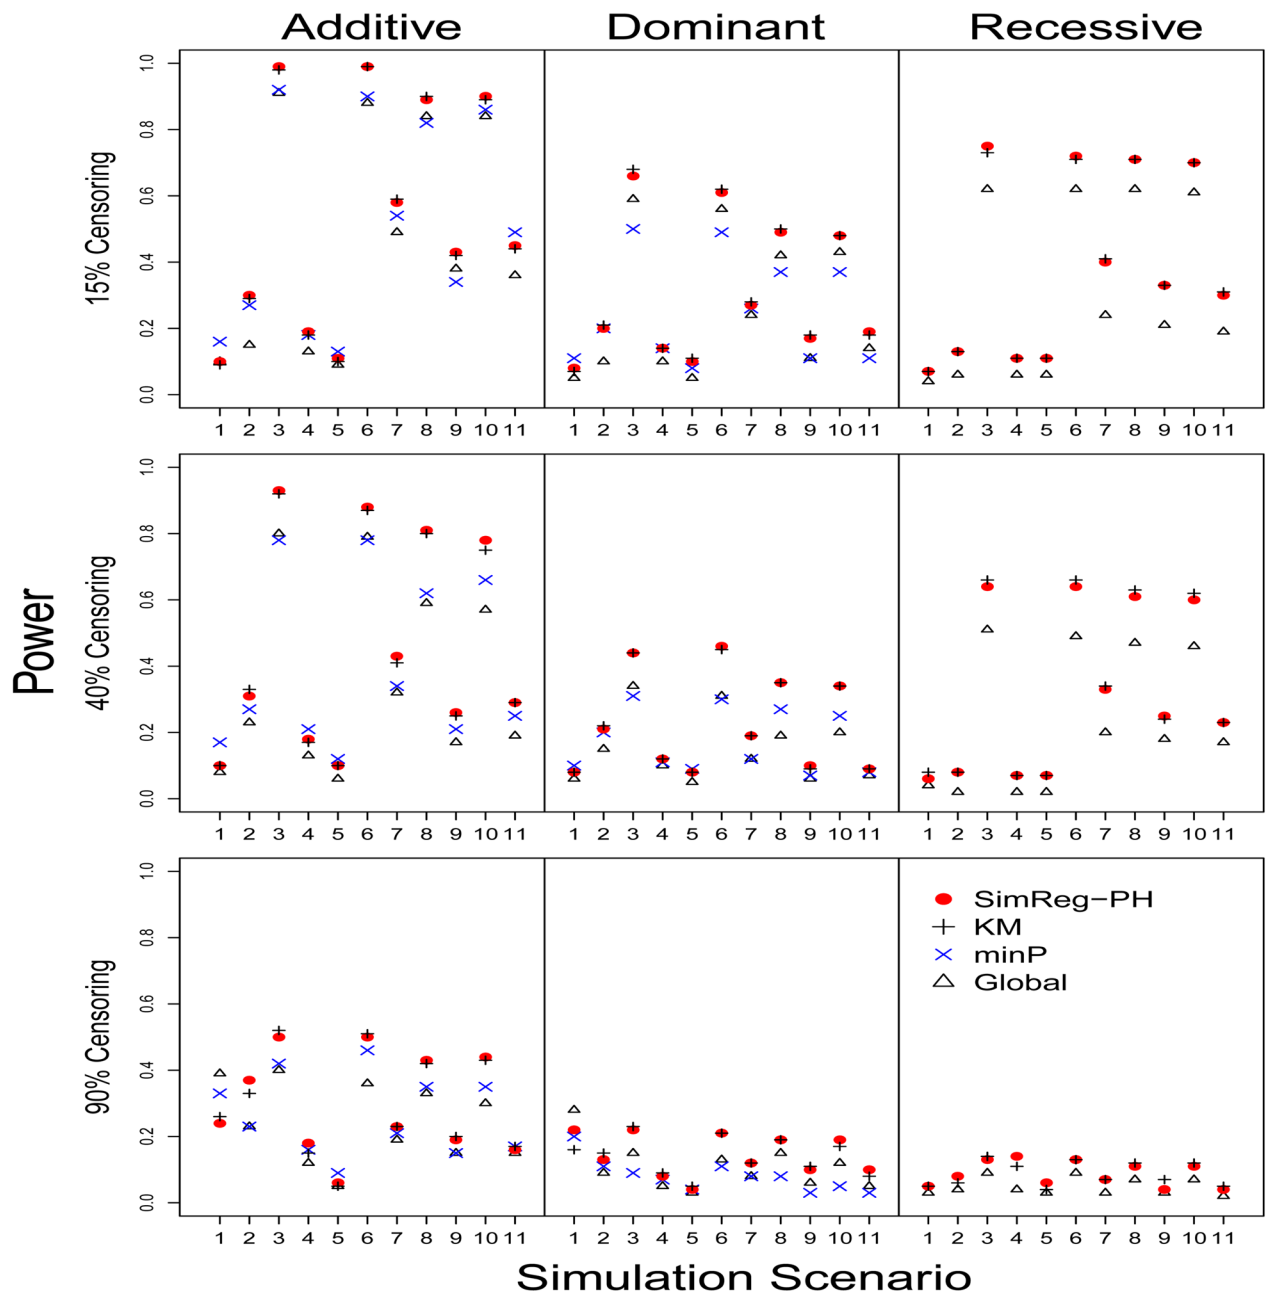 Additive Dominant Recessive
Power
15% Censoring
1.0
0.8
0.6
0.4
0.2
0.0
1 2 3 4 5 6 7 8 9 10 11 1 2 3 4 5 6 7 8 9 10 11 1 2 3 4 5 6 7 8 9 10 11
40% Censoring
1.0
0.8
0.6
0.4
0.2
0.0
1 2 3 4 5 6 7 8 9 10 11 1 2 3 4 5 6 7 8 9 10 11 1 2 3 4 5 6 7 8 9 10 11
90% Censoring
1.0
0.8
0.6
0.4
0.2
0.0
SimReg−PH
KM
minP
Global
1 2 3 4 5 6 7 8 9 10 11 1 2 3 4 5 6 7 8 9 10 11 1 2 3 4 5 6 7 8 9 10 11
Simulation Scenario